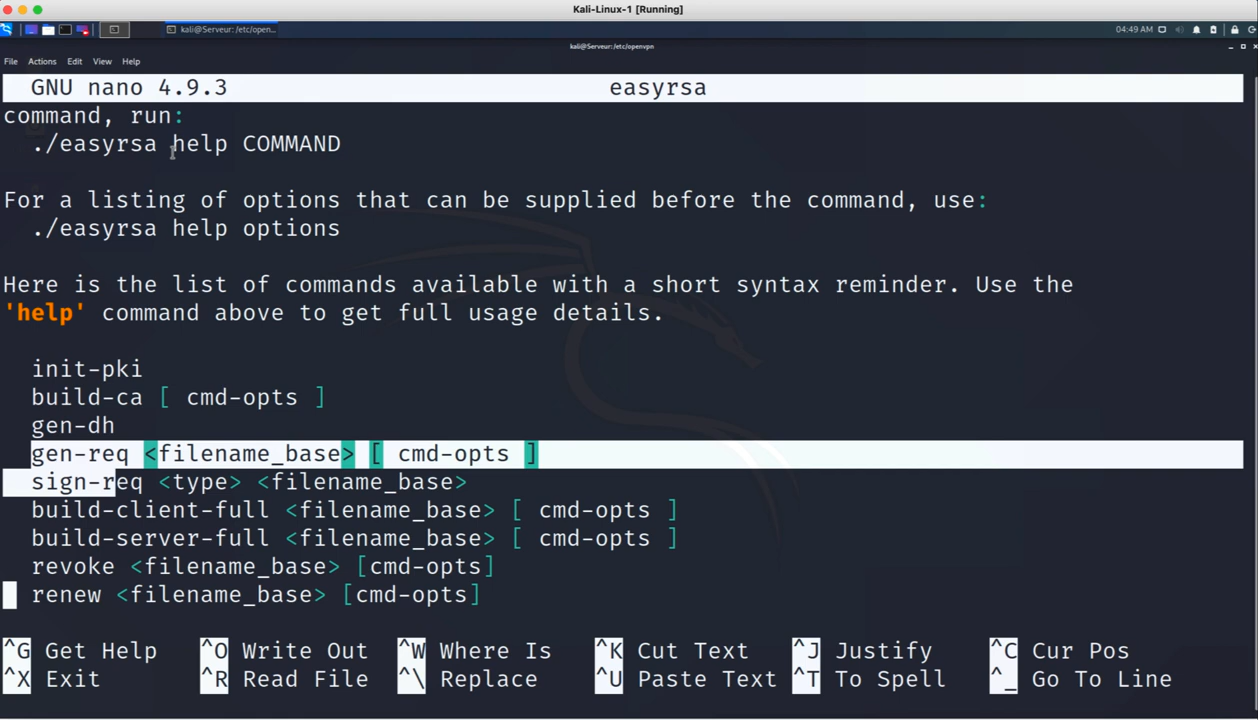 Kali-Linux-1 [Running]
kali@Serveur: /etc/open...
04:49 AM
kali@Serveur: /etc/openvpn
File Actions Edit View Help
GNU nano 4.9.3 easyrsa
command, run:
./easyrsa help COMMAND
For a listing of options that can be supplied before the command, use:
./easyrsa help options
Here is the list of commands available with a short syntax reminder. Use the
'help' command above to get full usage details.
init-pki
build-ca [ cmd-opts ]
gen-dh
gen-req <filename_base> [ cmd-opts ]
sign-req <type> <filename_base>
build-client-full <filename_base> [ cmd-opts ]
build-server-full <filename_base> [ cmd-opts ]
revoke <filename_base> [cmd-opts]
renew <filename_base> [cmd-opts]
^G Get Help ^O Write Out ^W Where Is ^K Cut Text ^J Justify ^C Cur Pos
^X Exit ^R Read File ^\ Replace ^U Paste Text ^T To Spell ^_ Go To Line